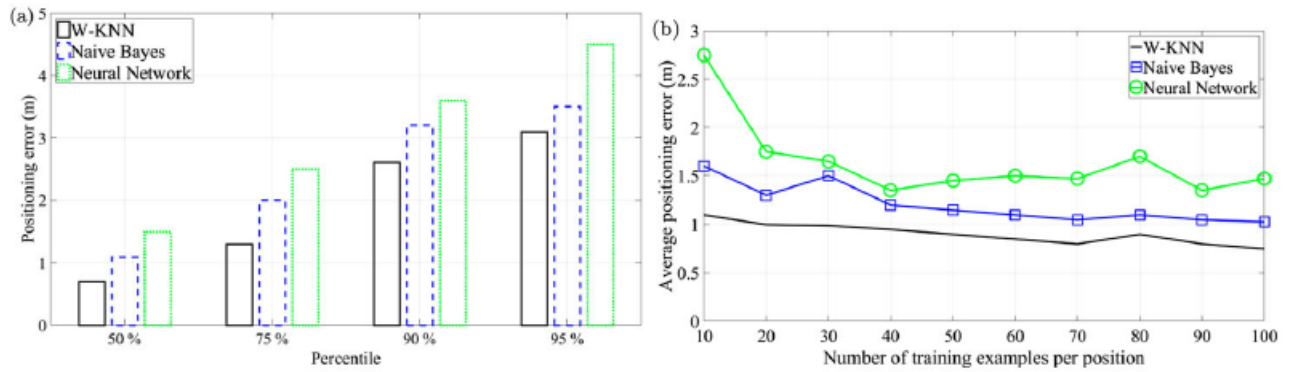 (a)
5
4
3
2
1
0
Positioning error (m)
W-KNN
Naive Bayes
Neural Network
50 %
75 %
90 %
95 %
Percentile
(b)
3
2.5
2
1.5
1
0.5
0
Average positioning error (m)
W-KNN
Naive Bayes
Neural Network
10 20 30 40 50 60 70 80 90 100
Number of training examples per position